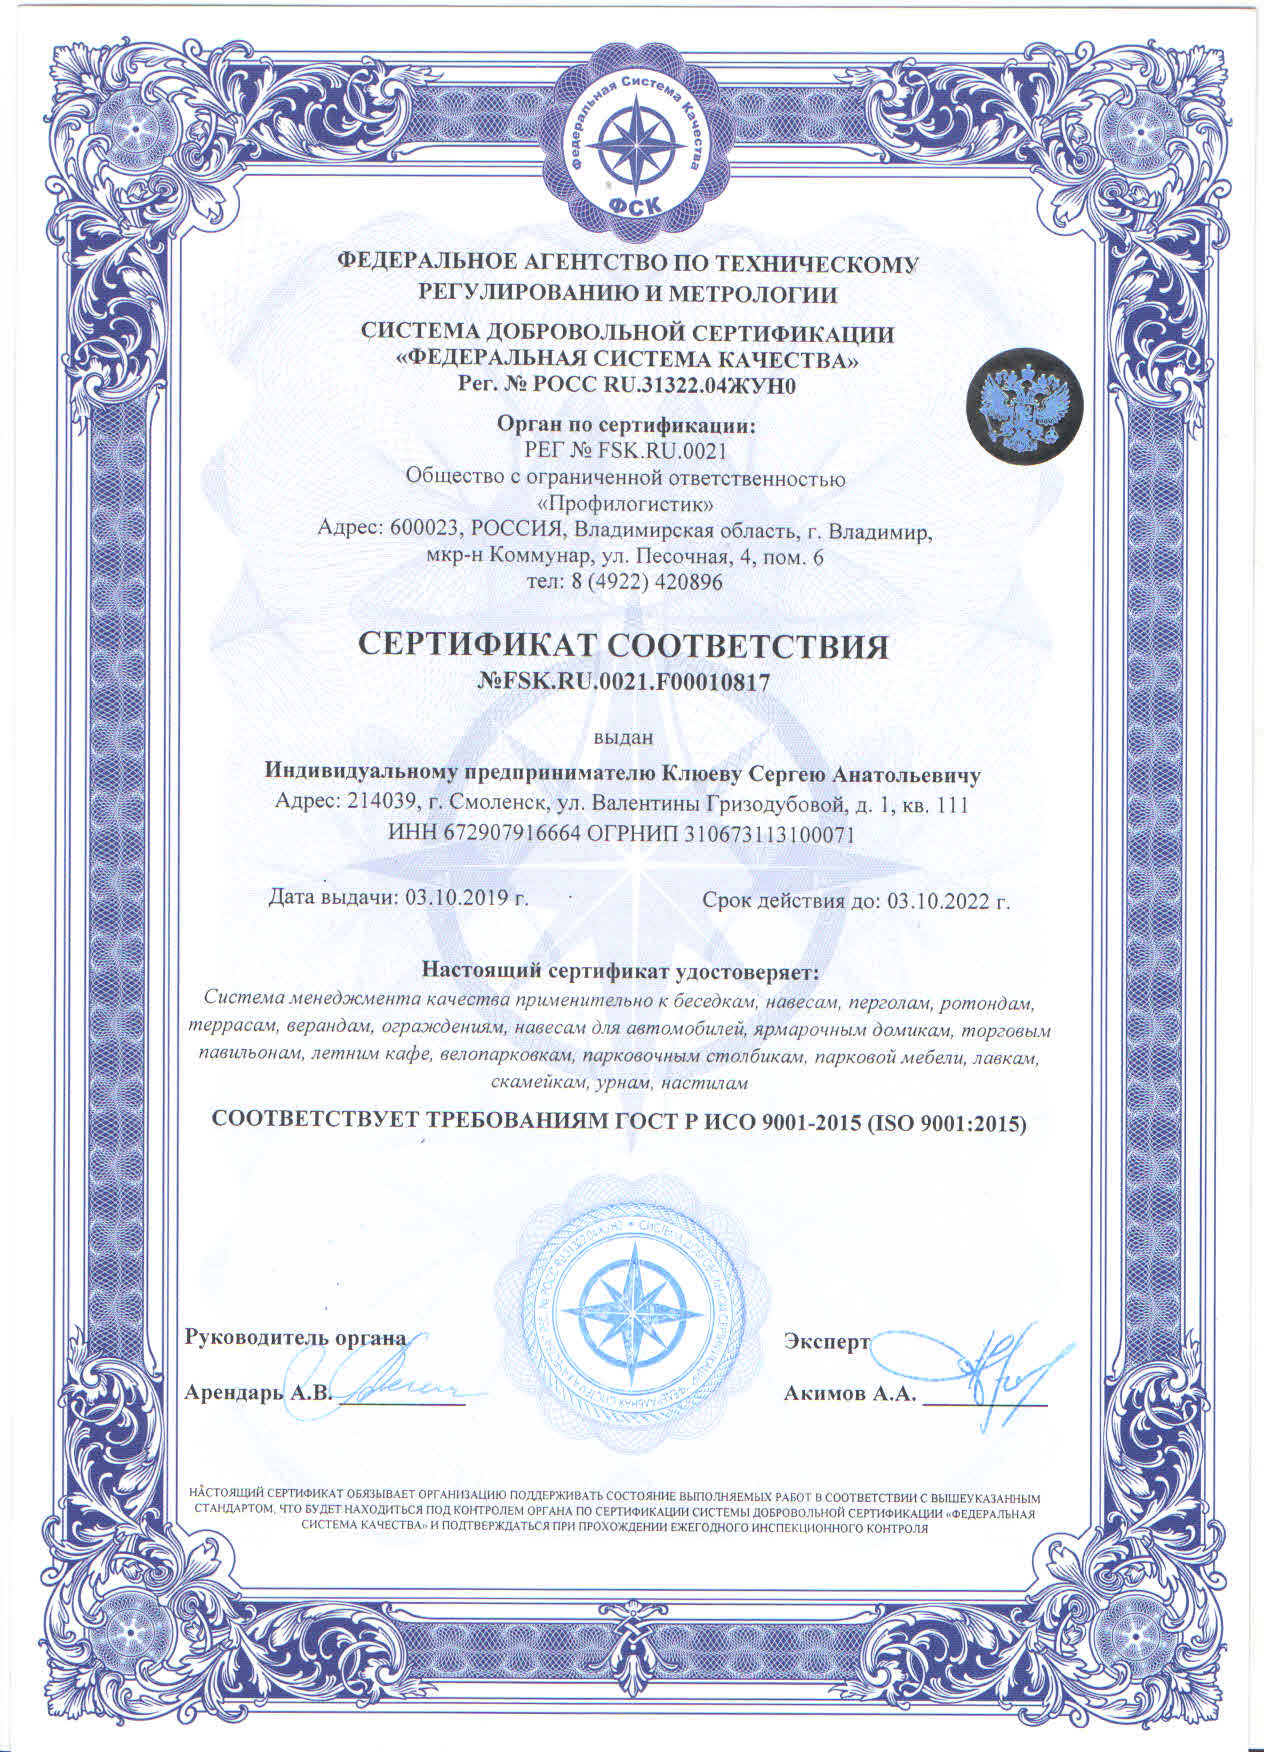 Федеральная Система Качества
ФСК
ФЕДЕРАЛЬНОЕ АГЕНТСТВО ПО ТЕХНИЧЕСКОМУ
РЕГУЛИРОВАНИЮ И МЕТРОЛОГИИ
СИСТЕМА ДОБРОВОЛЬНОЙ СЕРТИФИКАЦИИ
«ФЕДЕРАЛЬНАЯ СИСТЕМА КАЧЕСТВА»
Рег. № РОСС RU.31322.04ЖУН0
Орган по сертификации:
РЕГ № FSK.RU.0021
Общество с ограниченной ответственностью
«Профилогистик»
Адрес: 600023, РОССИЯ, Владимирская область, г. Владимир,
мкр-н Коммунар, ул. Песочная, 4, пом. 6
тел: 8 (4922) 420896
СЕРТИФИКАТ СООТВЕТСТВИЯ
№FSK.RU.0021.F00010817
выдан
Индивидуальному предпринимателю Клюеву Сергею Анатольевичу
Адрес: 214039, г. Смоленск, ул. Валентины Гризодубовой, д. 1, кв. 111
ИНН 672907916664 ОГРНИП 310673113100071
Дата выдачи: 03.10.2019 г. Срок действия до: 03.10.2022 г.
Настоящий сертификат удостоверяет:
Система менеджмента качества применительно к беседкам, навесам, перголам, ротондам,
террасам, верандам, ограждениям, навесам для автомобилей, ярмарочным домикам, торговым
павильонам, летним кафе, велопарковкам, парковочным столбикам, парковой мебели, лавкам,
скамейкам, урнам, настилам
СООТВЕТСТВУЕТ ТРЕБОВАНИЯМ ГОСТ Р ИСО 9001-2015 (ISO 9001:2015)
Руководитель органа
Арендарь А.В.
Эксперт
Акимов А.А.
НАСТОЯЩИЙ СЕРТИФИКАТ ОБЯЗЫВАЕТ ОРГАНИЗАЦИЮ ПОДДЕРЖИВАТЬ СОСТОЯНИЕ ВЫПОЛНЯЕМЫХ РАБОТ В СООТВЕТСТВИИ С ВЫШЕУКАЗАННЫМ
СТАНДАРТОМ, ЧТО БУДЕТ НАХОДИТЬСЯ ПОД КОНТРОЛЕМ ОРГАНА ПО СЕРТИФИКАЦИИ СИСТЕМЫ ДОБРОВОЛЬНОЙ СЕРТИФИКАЦИИ «ФЕДЕРАЛЬНАЯ
СИСТЕМА КАЧЕСТВА» И ПОДТВЕРЖДАТЬСЯ ПРИ ПРОХОЖДЕНИИ ЕЖЕГОДНОГО ИНСПЕКЦИОННОГО КОНТРОЛЯ